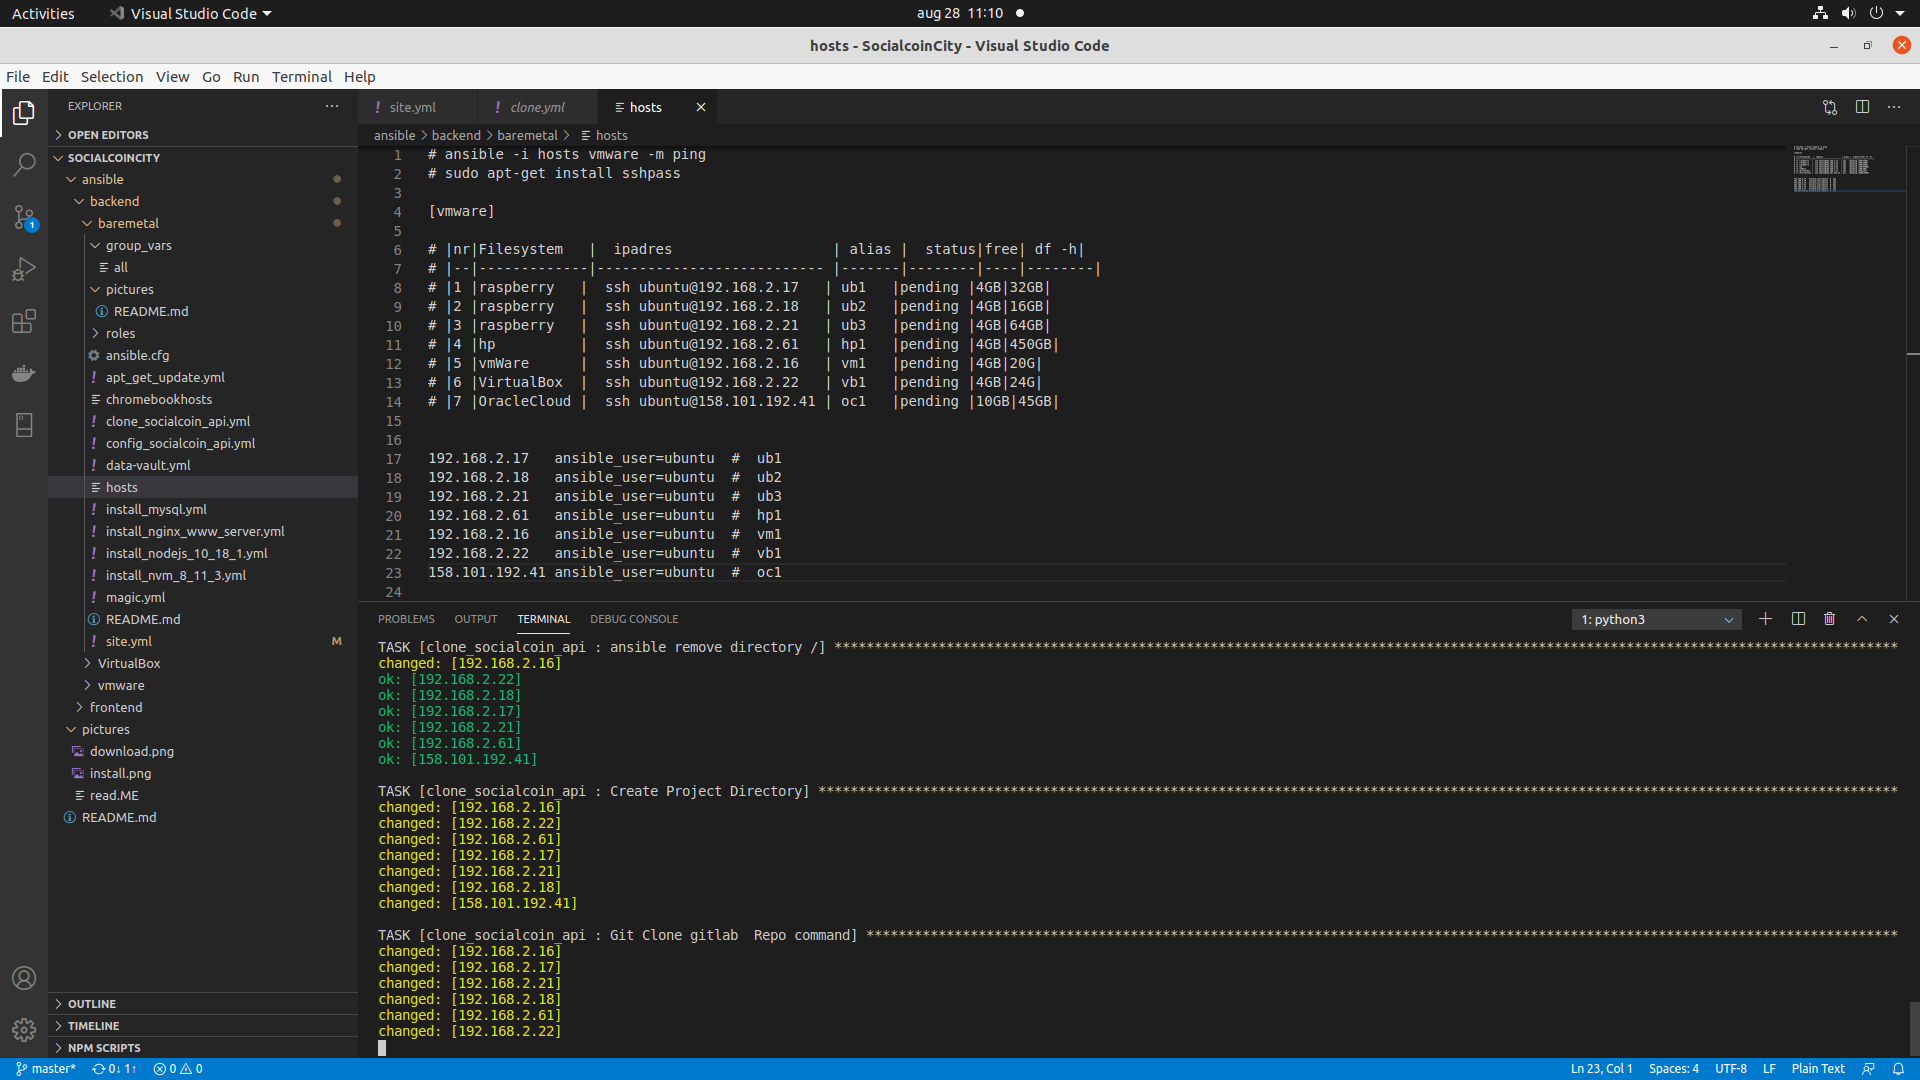 Activities
Visual Studio Code
aug 28 11:10
hosts - SocialcoinCity - Visual Studio Code
File Edit Selection View Go Run Terminal Help
EXPLORER
OPEN EDITORS
SOCIALCOINCITY
ansible
backend
baremetal
group_vars
all
pictures
README.md
roles
ansible.cfg
apt_get_update.yml
chromebookhosts
clone_socialcoin_api.yml
config_socialcoin_api.yml
data-vault.yml
hosts
install_mysql.yml
install_nginx_www_server.yml
install_nodejs_10_18_1.yml
install_nvm_8_11_3.yml
magic.yml
README.md
site.yml M
VirtualBox
vmware
frontend
pictures
download.png
install.png
read.ME
README.md
OUTLINE
TIMELINE
NPM SCRIPTS
1
! site.yml
! clone.yml
hosts
ansible > backend > baremetal > hosts
1 # ansible -i hosts vmware -m ping
2 # sudo apt-get install sshpass
3
4 [vmware]
5
6 # |nr|Filesystem   |  ipadres                   | alias |  status|free| df -h|
7 # |--|-------------|--------------------------- |-------|--------|----|--------|
8 # |1 |raspberry   |  ssh ubuntu@192.168.2.17   | ub1   |pending |4GB|32GB|
9 # |2 |raspberry   |  ssh ubuntu@192.168.2.18   | ub2   |pending |4GB|16GB|
10 # |3 |raspberry   |  ssh ubuntu@192.168.2.21   | ub3   |pending |4GB|64GB|
11 # |4 |hp          |  ssh ubuntu@192.168.2.61   | hp1   |pending |4GB|450GB|
12 # |5 |vmWare      |  ssh ubuntu@192.168.2.16   | vm1   |pending |4GB|20G|
13 # |6 |VirtualBox  |  ssh ubuntu@192.168.2.22   | vb1   |pending |4GB|24G|
14 # |7 |OracleCloud |  ssh ubuntu@158.101.192.41 | oc1   |pending |10GB|45GB|
15
16
17 192.168.2.17   ansible_user=ubuntu  #  ub1
18 192.168.2.18   ansible_user=ubuntu  #  ub2
19 192.168.2.21   ansible_user=ubuntu  #  ub3
20 192.168.2.61   ansible_user=ubuntu  #  hp1
21 192.168.2.16   ansible_user=ubuntu  #  vm1
22 192.168.2.22   ansible_user=ubuntu  #  vb1
23 158.101.192.41 ansible_user=ubuntu  #  oc1
24
PROBLEMS OUTPUT TERMINAL DEBUG CONSOLE
1: python3
TASK [clone_socialcoin_api : ansible remove directory /] ************************************************************************************************************************************
changed: [192.168.2.16]
ok: [192.168.2.22]
ok: [192.168.2.18]
ok: [192.168.2.17]
ok: [192.168.2.21]
ok: [192.168.2.61]
ok: [158.101.192.41]
TASK [clone_socialcoin_api : Create Project Directory] **************************************************************************************************************************************
changed: [192.168.2.16]
changed: [192.168.2.22]
changed: [192.168.2.61]
changed: [192.168.2.17]
changed: [192.168.2.21]
changed: [192.168.2.18]
changed: [158.101.192.41]
TASK [clone_socialcoin_api : Git Clone gitlab  Repo command] ********************************************************************************************************************************
changed: [192.168.2.16]
changed: [192.168.2.17]
changed: [192.168.2.21]
changed: [192.168.2.18]
changed: [192.168.2.61]
changed: [192.168.2.22]
master* 0↓ 1↑ 0 0
Ln 23, Col 1 Spaces: 4 UTF-8 LF Plain Text